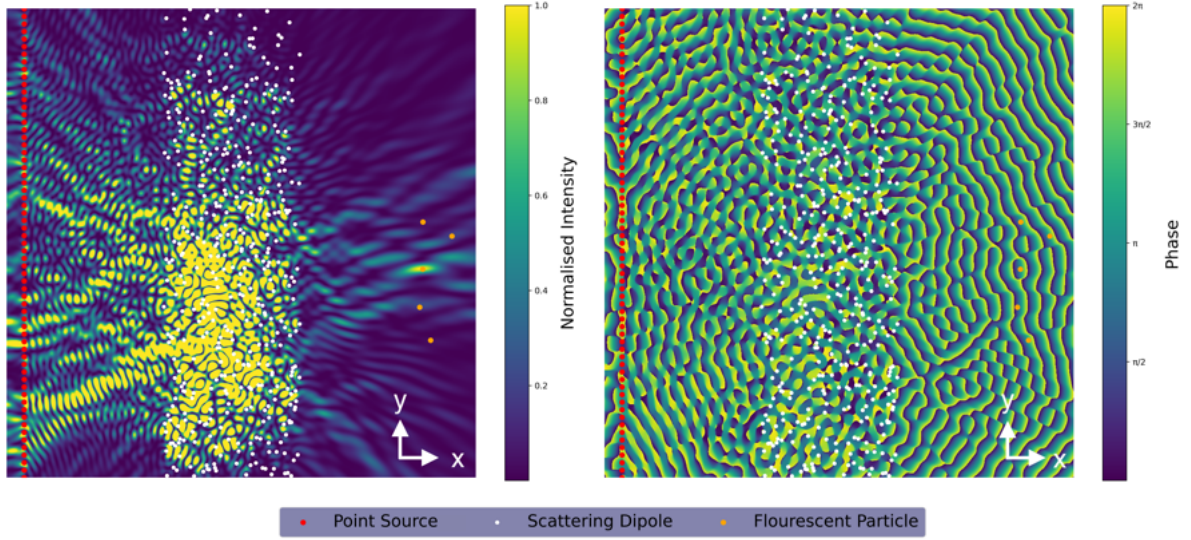 1.0
0.8
0.6
0.4
0.2
Normalised Intensity
y
x
2π
3π/2
π
π/2
Phase
y
x
Point Source
Scattering Dipole
Flourescent Particle